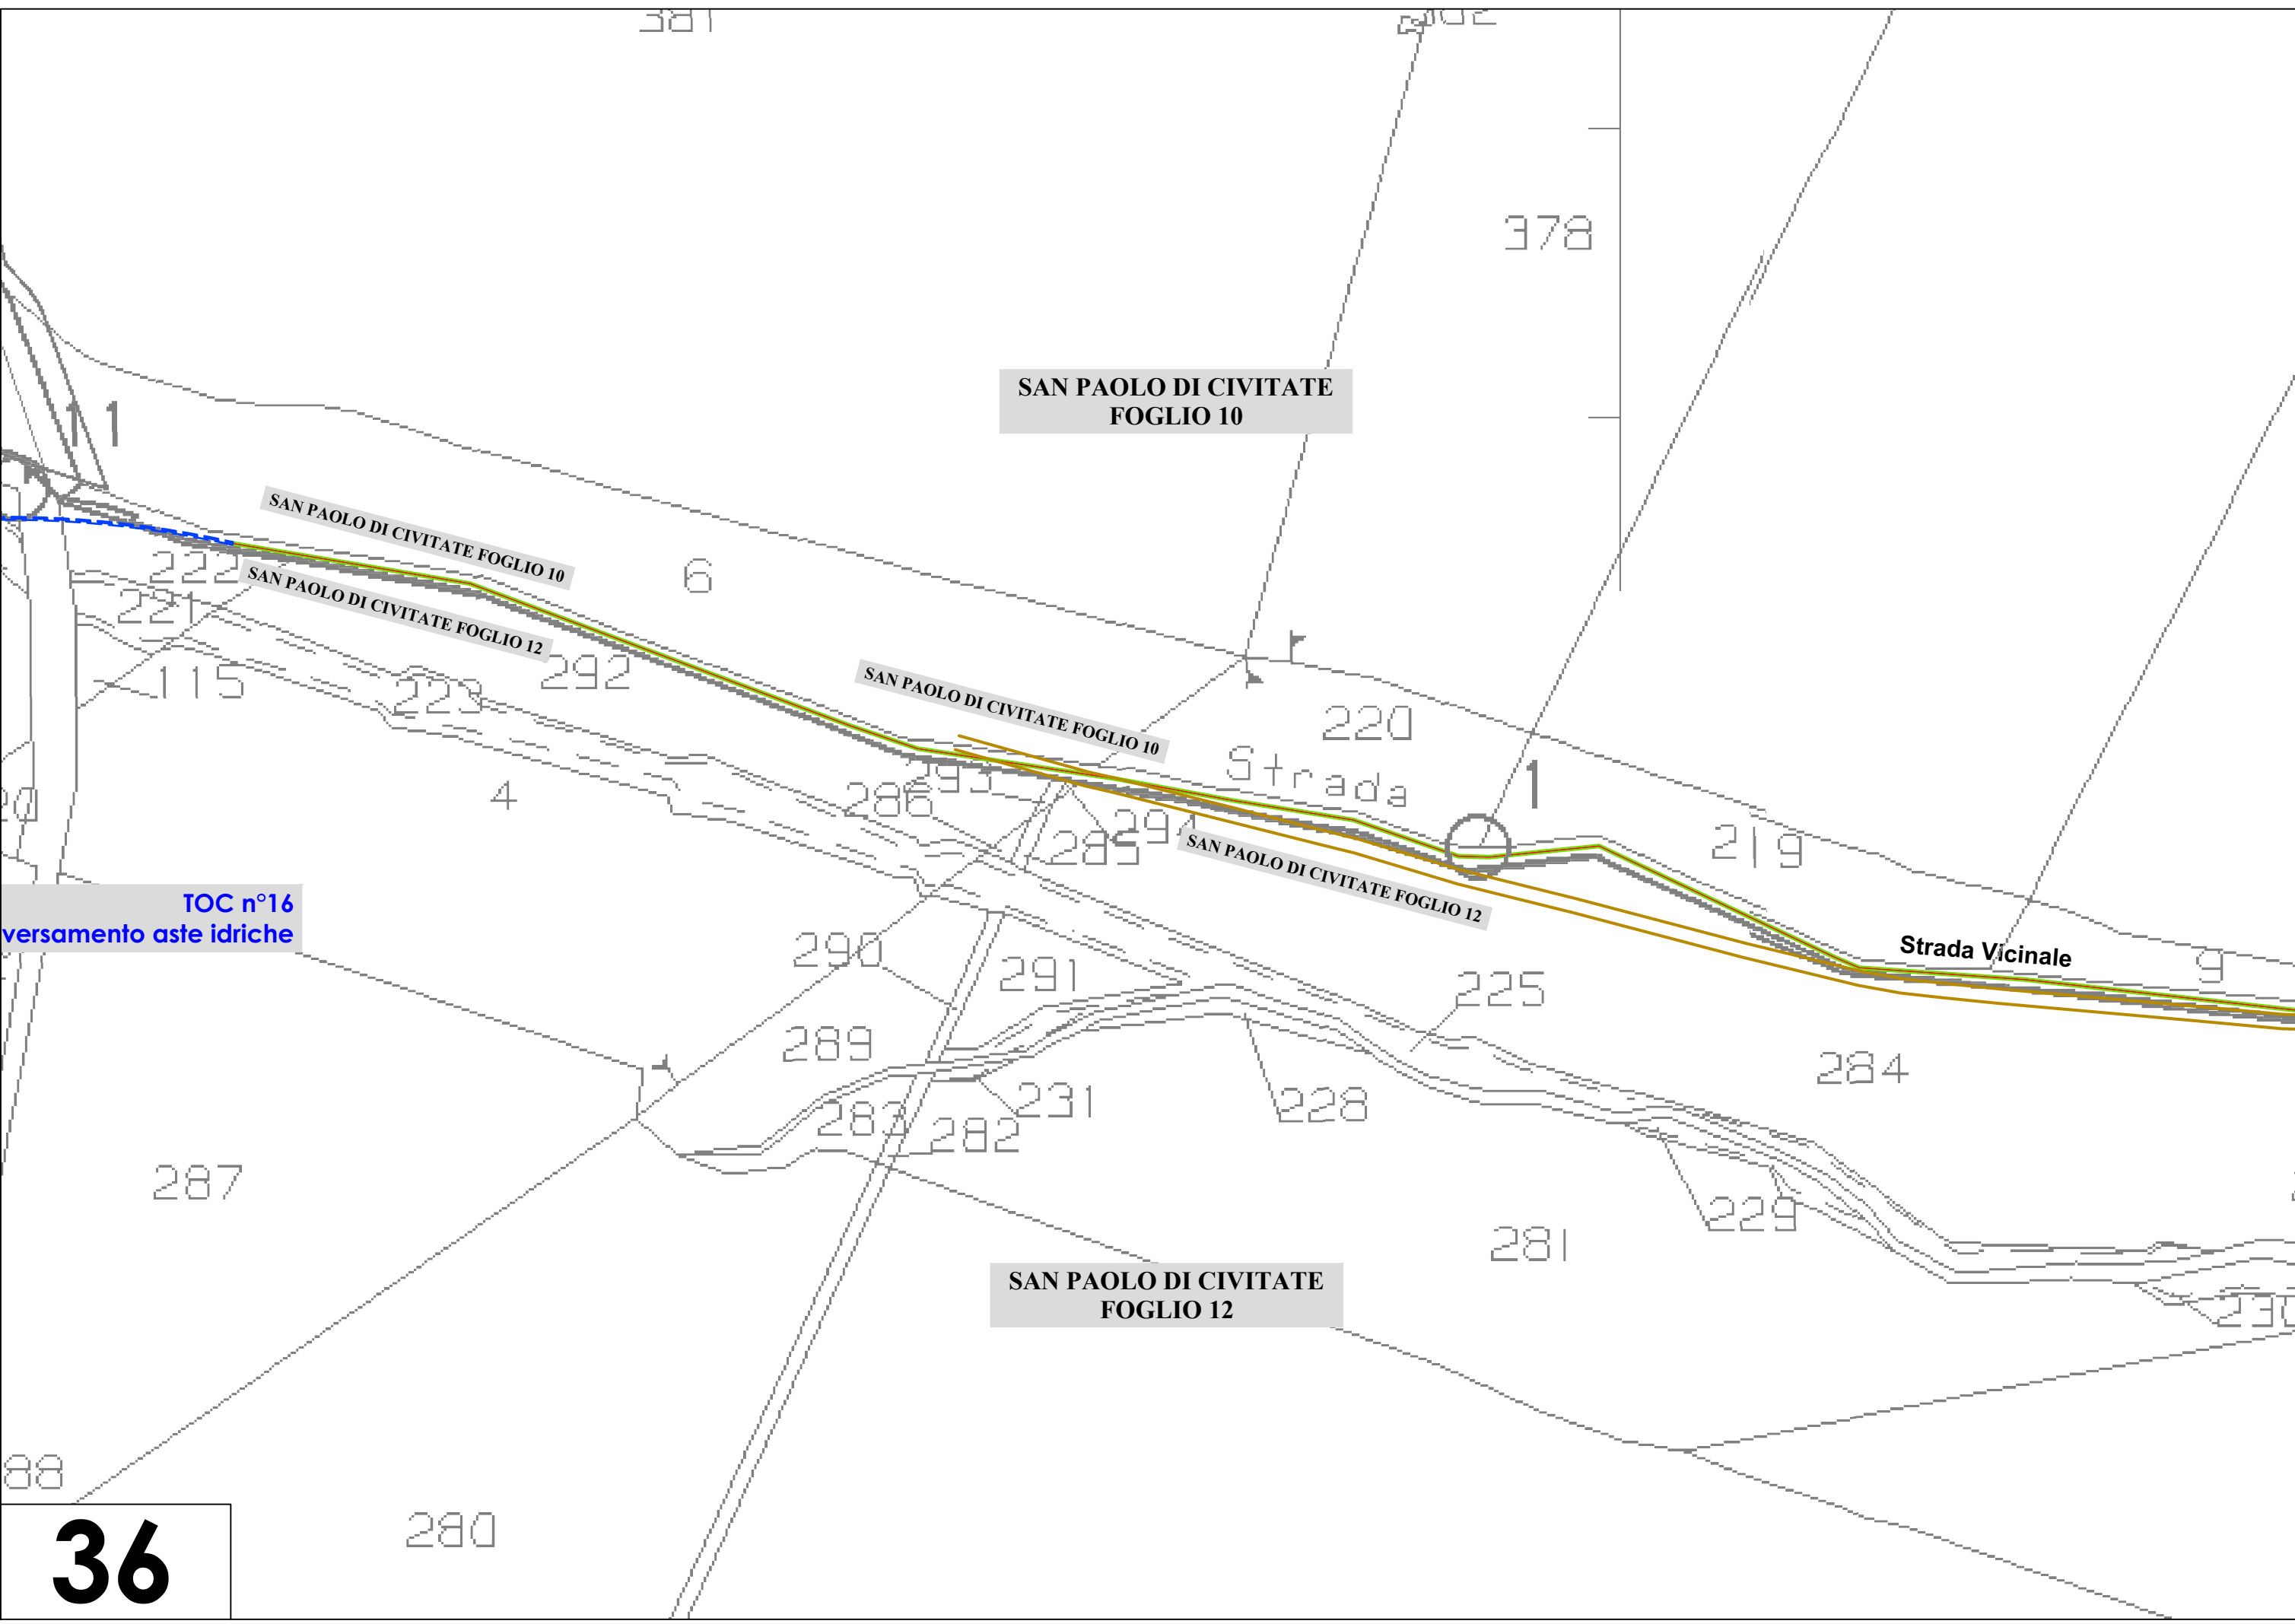 378
SAN PAOLO DI CIVITATE
FOGLIO 10
11
SAN PAOLO DI CIVITATE FOGLIO 10
222
SAN PAOLO DI CIVITATE FOGLIO 12
6
221
115
223
292
SAN PAOLO DI CIVITATE FOGLIO 10
220
Strada
1
4
286
293
294
285
SAN PAOLO DI CIVITATE FOGLIO 12
219
TOC n°16
versamento aste idriche
290
291
Strada Vicinale
9
225
289
284
283
282
231
228
287
229
281
SAN PAOLO DI CIVITATE
FOGLIO 12
230
88
280
36